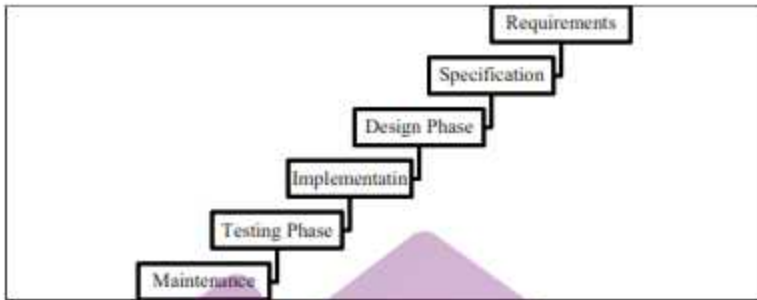 Requirements
Specification
Design Phase
Implementatin
Testing Phase
Maintenance